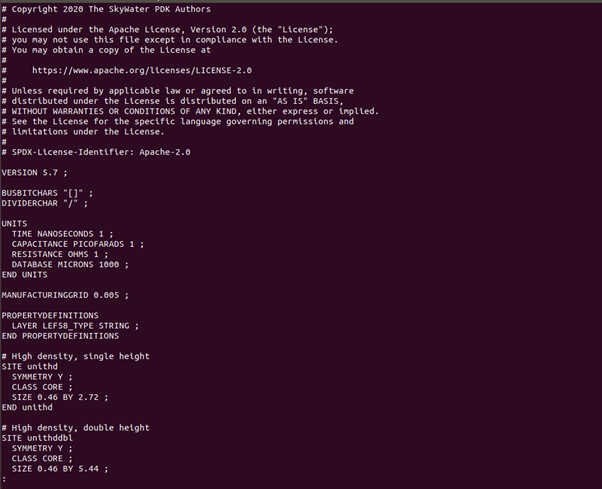 # Copyright 2020 The SkyWater PDK Authors
#
# Licensed under the Apache License, Version 2.0 (the "License");
# you may not use this file except in compliance with the License.
# You may obtain a copy of the License at
#
#     https://www.apache.org/licenses/LICENSE-2.0
#
# Unless required by applicable law or agreed to in writing, software
# distributed under the License is distributed on an "AS IS" BASIS,
# WITHOUT WARRANTIES OR CONDITIONS OF ANY KIND, either express or implied.
# See the License for the specific language governing permissions and
# limitations under the License.
#
# SPDX-License-Identifier: Apache-2.0

VERSION 5.7 ;

BUSBITCHARS "[]" ;
DIVIDERCHAR "/" ;

UNITS
  TIME NANOSECONDS 1 ;
  CAPACITANCE PICOFARADS 1 ;
  RESISTANCE OHMS 1 ;
  DATABASE MICRONS 1000 ;
END UNITS

MANUFACTURINGGRID 0.005 ;

PROPERTYDEFINITIONS
  LAYER LEF58_TYPE STRING ;
END PROPERTYDEFINITIONS

# High density, single height
SITE unithd
  SYMMETRY Y ;
  CLASS CORE ;
  SIZE 0.46 BY 2.72 ;
END unithd

# High density, double height
SITE unithddbl
  SYMMETRY Y ;
  CLASS CORE ;
  SIZE 0.46 BY 5.44 ;
: